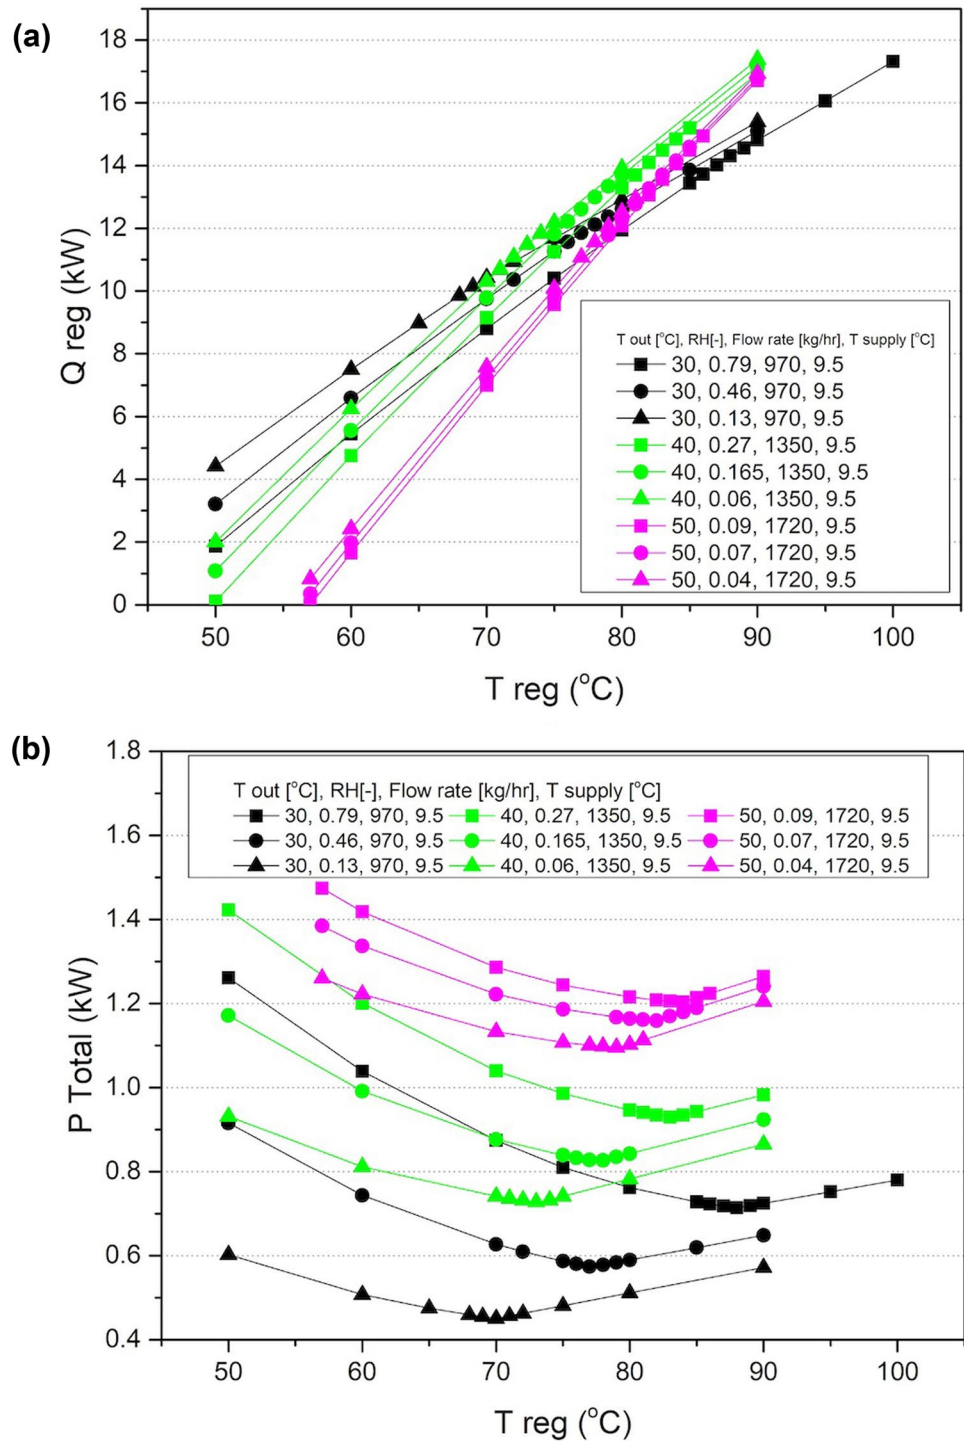 (a)
18
16
14
12
10
8
6
4
2
0
Q reg (kW)
T out [°C], RH[-], Flow rate [kg/hr], T supply [°C]
30, 0.79, 970, 9.5
30, 0.46, 970, 9.5
30, 0.13, 970, 9.5
40, 0.27, 1350, 9.5
40, 0.165, 1350, 9.5
40, 0.06, 1350, 9.5
50, 0.09, 1720, 9.5
50, 0.07, 1720, 9.5
50, 0.04, 1720, 9.5
50 60 70 80 90 100
T reg (°C)
(b)
1.8
1.6
1.4
1.2
1.0
0.8
0.6
0.4
P Total (kW)
T out [°C], RH[-], Flow rate [kg/hr], T supply [°C]
30, 0.79, 970, 9.5 40, 0.27, 1350, 9.5 50, 0.09, 1720, 9.5
30, 0.46, 970, 9.5 40, 0.165, 1350, 9.5 50, 0.07, 1720, 9.5
30, 0.13, 970, 9.5 40, 0.06, 1350, 9.5 50, 0.04, 1720, 9.5
50 60 70 80 90 100
T reg (°C)